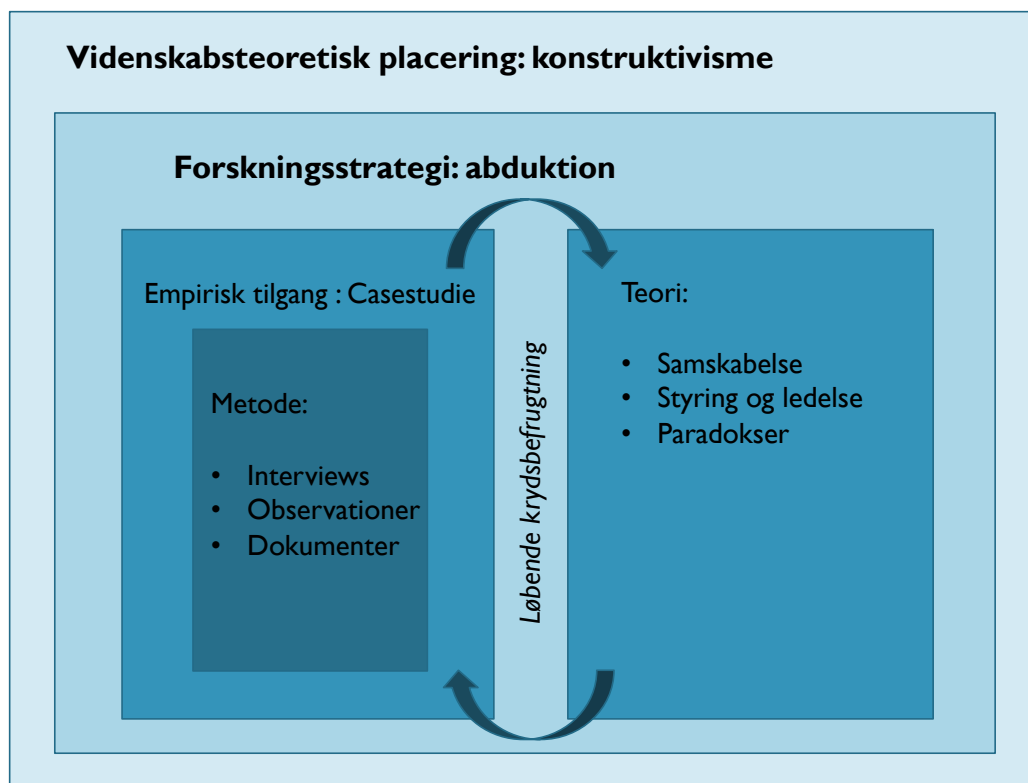 Videnskabsteoretisk placering: konstruktivisme
Forskningsstrategi: abduktion
Empirisk tilgang : Casestudie
Metode:
• Interviews
• Observationer
• Dokumenter
Løbende krydsbefrugtning
Teori:
• Samskabelse
• Styring og ledelse
• Paradokser